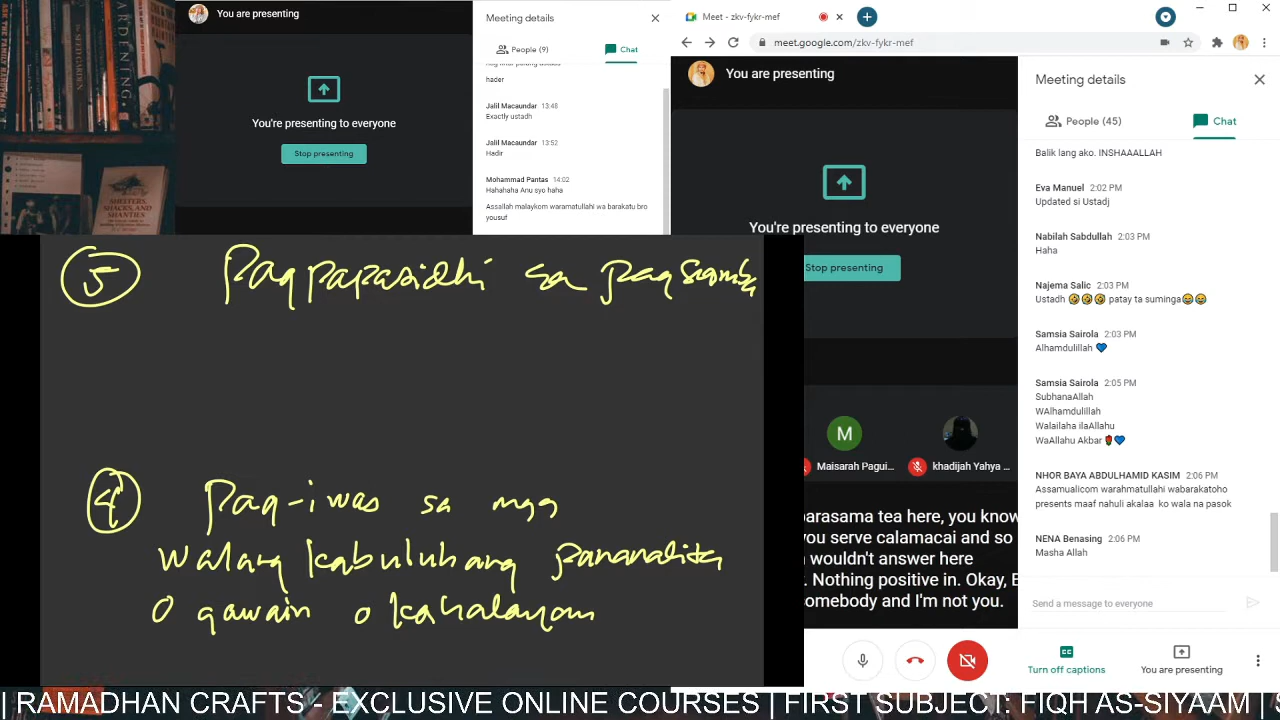 GARDENING.
SHELTERS,
SHACKS, AND
SHANTIES
You are presenting
You're presenting to everyone
Stop presenting
Meeting details
People (9)
Chat
hader
Jalil Macaundar 13:48
Exactly ustadh
Jalil Macaundar 13:52
Hadir
Mohammad Pantas 14:02
Hahahaha Anu syo haha
Assallah malaykom waramatullahi wa barakatu bro
yousuf
Meet - zkv-fykr-mef
meet.google.com/zkv-fykr-mef
You are presenting
You're presenting to everyone
Stop presenting
M
Maisarah Pagui...
khadijah Yahya ...
arasama tea here, you know
you serve calamacai and so
wouldn't answer here
. Nothing positive in. Okay,
omebody and I'm not you.
Meeting details
People (45)
Chat
Balik lang ako. INSHAAALLAH
Eva Manuel 2:02 PM
Updated si Ustadj
Nabilah Sabdullah 2:03 PM
Haha
Najema Salic 2:03 PM
Ustadh 🤣🤣🤣 patay ta suminga😂😂
Samsia Sairola 2:03 PM
Alhamdulillah 💙
Samsia Sairola 2:05 PM
SubhanaAllah
WAlhamdulillah
Walailaha ilaAllahu
WaAllahu Akbar 🌹💙
NHOR BAYA ABDULHAMID KASIM 2:06 PM
Assamualicom warahmatullahi wabarakatoho
presents maaf nahuli akalaa ko wala na pasok
NENA Benasing 2:06 PM
Masha Allah
Send a message to everyone
CC
Turn off captions
You are presenting
5 Pagpapasidhi sa pagsamba
4 Pag-iwas sa mga
walang kabuluhang pananalita
o gawain o kahalayan
RAMADHAN CRAFTS - EXCLUSIVE ONLINE COURSES | FIRST SUBJECT: FIQH AS-SIYAAM